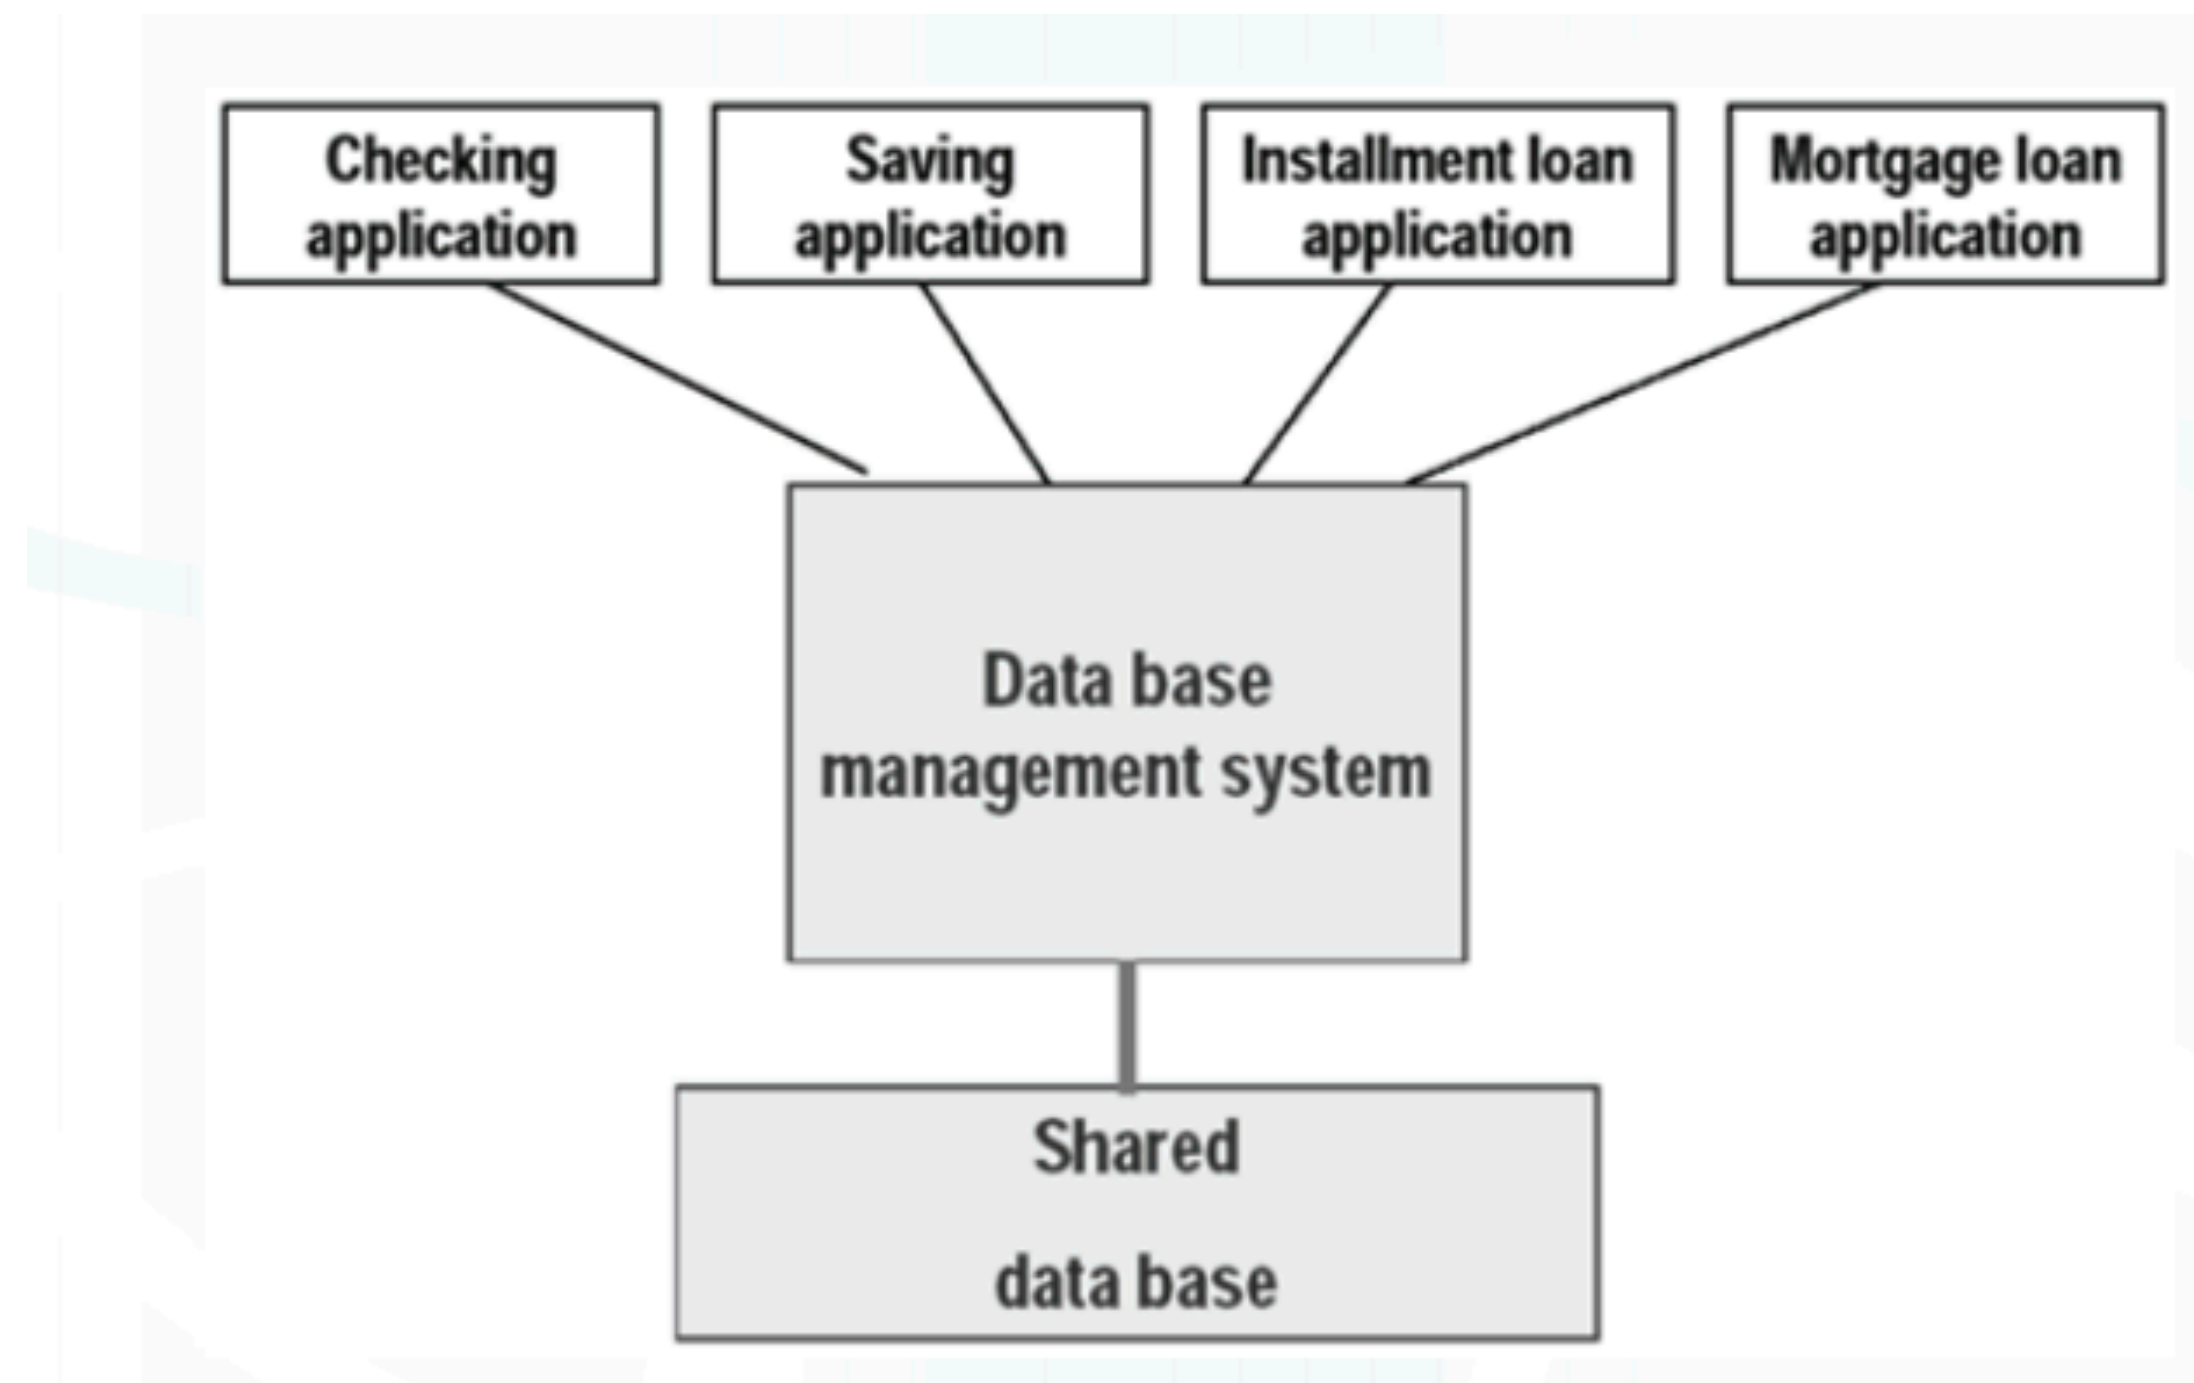 Checking
application
Saving
application
Installment loan
application
Mortgage loan
application
Data base
management system
Shared
data base